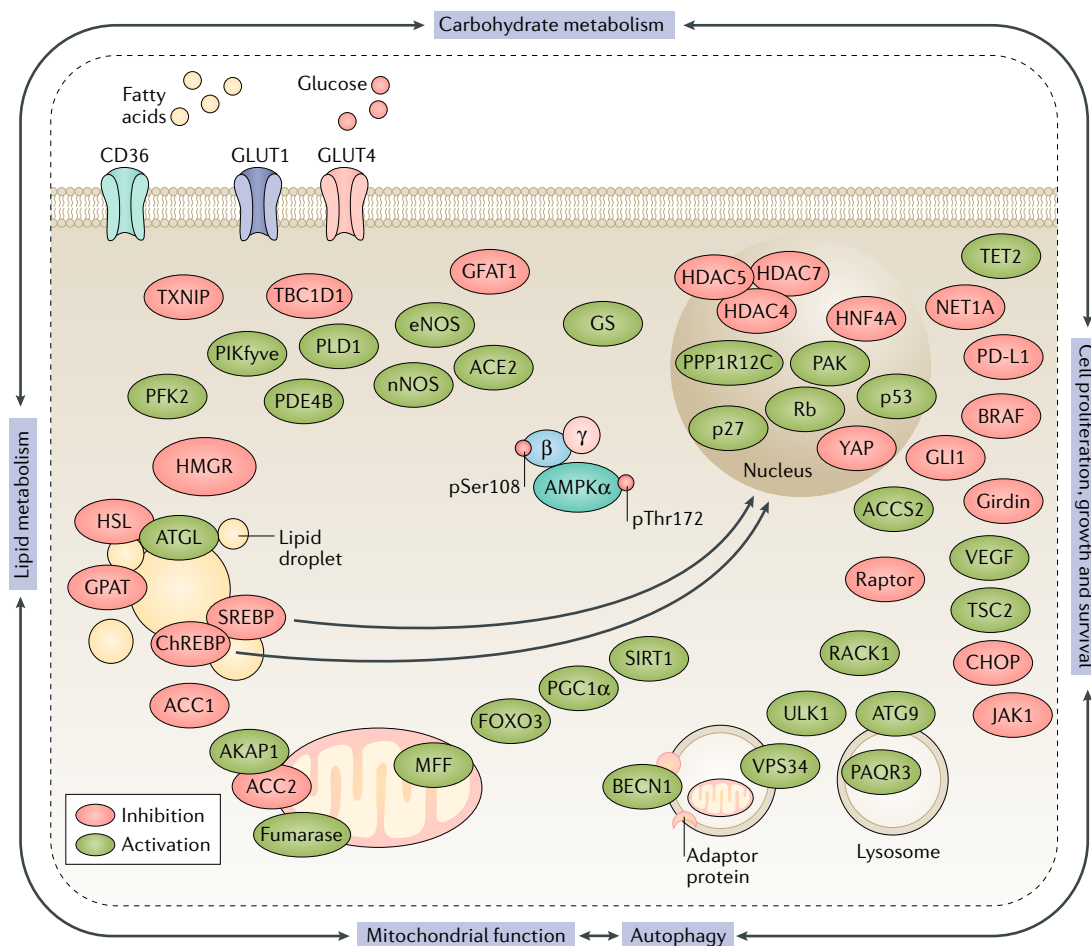 Carbohydrate metabolism
Fatty
acids
Glucose
CD36
GLUT1
GLUT4
TXNIP
TBC1D1
GFAT1
PIKfyve
PLD1
eNOS
GS
PFK2
PDE4B
nNOS
ACE2
HDAC5
HDAC7
HDAC4
HNF4A
PPP1R12C
PAK
p53
Rb
p27
YAP
Nucleus
TET2
NET1A
PD-L1
BRAF
GLI1
Girdin
ACCS2
VEGF
Raptor
TSC2
RACK1
CHOP
JAK1
HMGR
β
γ
AMPKα
pSer108
pThr172
HSL
ATGL
Lipid
droplet
GPAT
SREBP
ChREBP
ACC1
SIRT1
PGC1α
FOXO3
AKAP1
ACC2
MFF
Fumarase
ULK1
ATG9
BECN1
VPS34
PAQR3
Adaptor
protein
Lysosome
Inhibition
Activation
Lipid metabolism
Cell proliferation, growth and survival
Mitochondrial function
Autophagy